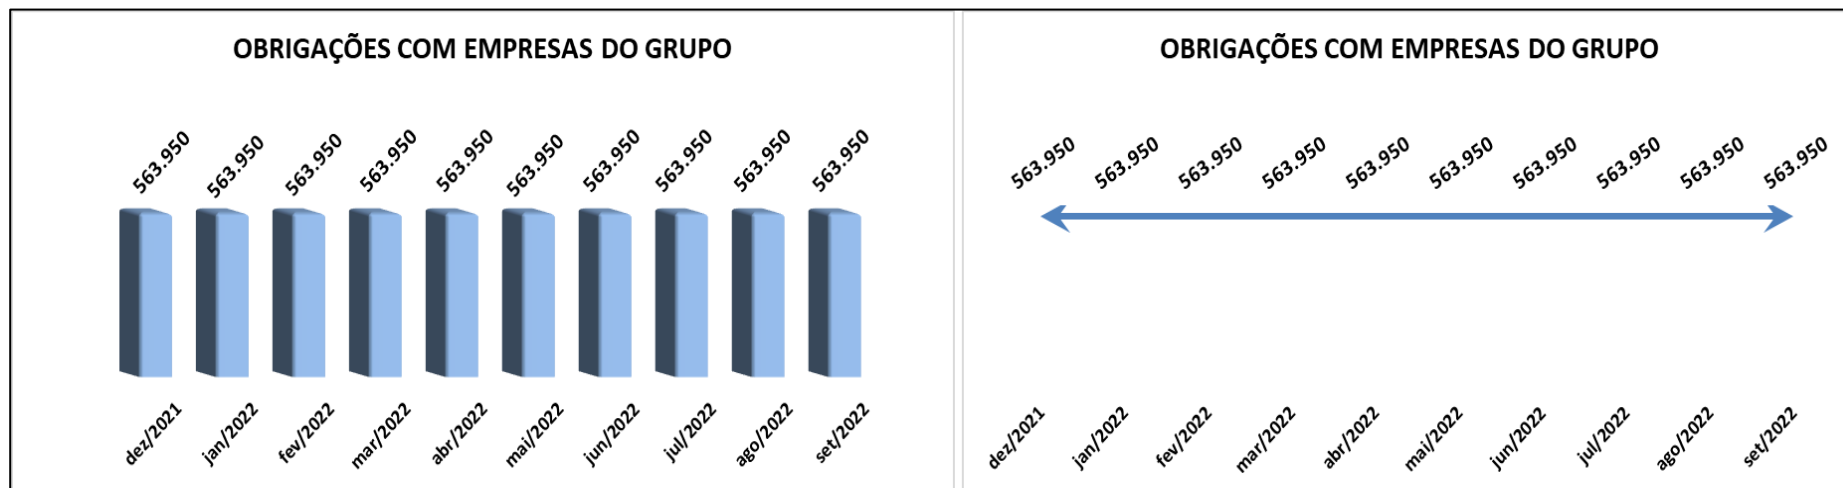 OBRIGAÇÕES COM EMPRESAS DO GRUPO
563.950 563.950 563.950 563.950 563.950 563.950 563.950 563.950 563.950 563.950
dez/2021 jan/2022 fev/2022 mar/2022 abr/2022 mai/2022 jun/2022 jul/2022 ago/2022 set/2022
OBRIGAÇÕES COM EMPRESAS DO GRUPO
563.950 563.950 563.950 563.950 563.950 563.950 563.950 563.950 563.950 563.950
dez/2021 jan/2022 fev/2022 mar/2022 abr/2022 mai/2022 jun/2022 jul/2022 ago/2022 set/2022